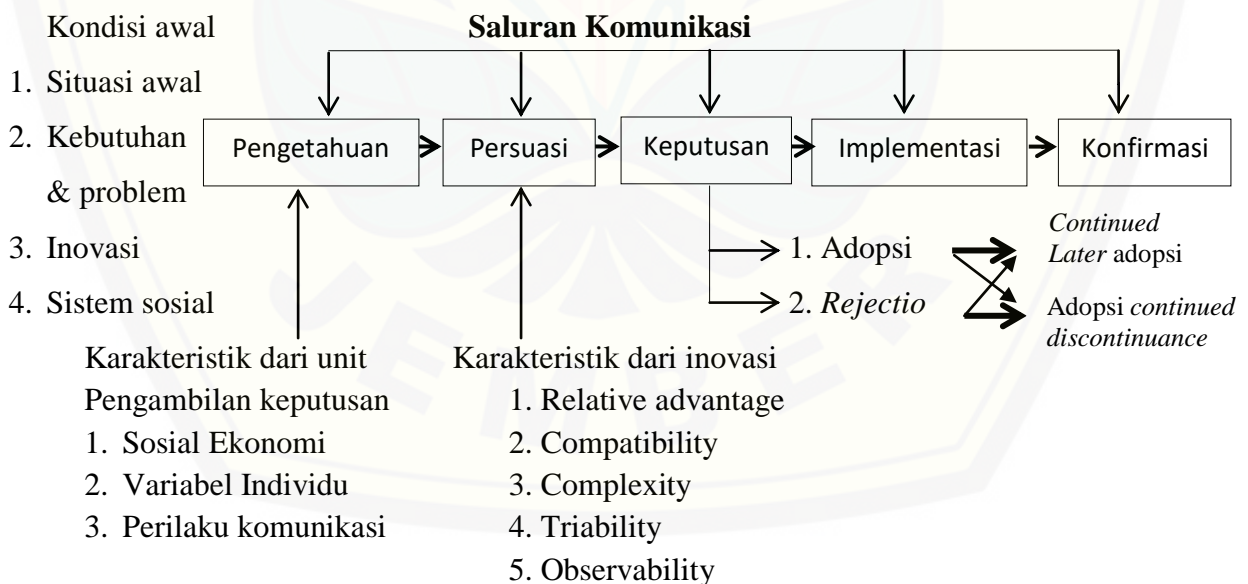 Kondisi awal
Saluran Komunikasi
1. Situasi awal
2. Kebutuhan
& problem
3. Inovasi
4. Sistem sosial
Pengetahuan
Persuasi
Keputusan
Implementasi
Konfirmasi
1. Adopsi
2. Rejectio
Continued
Later adopsi
Adopsi continued
discontinuance
Karakteristik dari unit
Pengambilan keputusan
1. Sosial Ekonomi
2. Variabel Individu
3. Perilaku komunikasi
Karakteristik dari inovasi
1. Relative advantage
2. Compatibility
3. Complexity
4. Triability
5. Observability
JEMBER